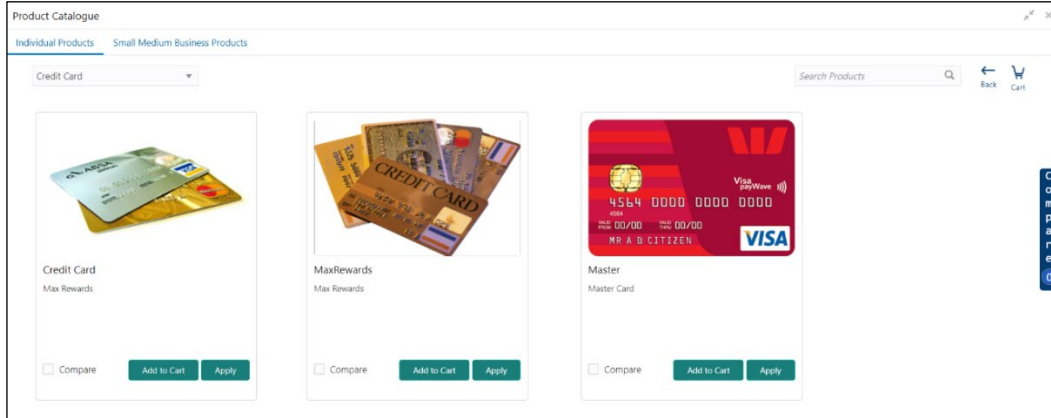 Product Catalogue
Individual Products Small Medium Business Products
Credit Card
Search Products
Back
Cart
ABSA
VISA
CREDIT CARD
Visa
payWave
4564 0000 0000 0000
4564
VALID FROM 00/00 VALID THRU 00/00
MR A B CITIZEN
VISA
Credit Card
Max Rewards
Compare Add to Cart Apply
MaxRewards
Max Rewards
Compare Add to Cart Apply
Master
Master Card
Compare Add to Cart Apply
C
o
m
p
a
r
e
0